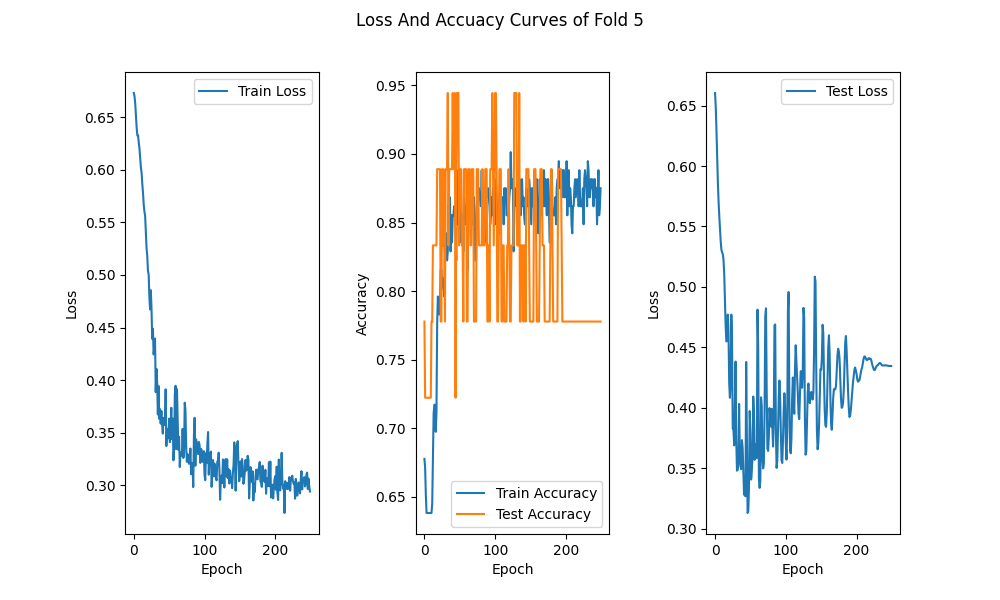 Loss And Accuacy Curves of Fold 5
Train Loss
0.65
0.60
0.55
0.50
0.45
0.40
0.35
0.30
Loss
0
100
200
Epoch
0.95
0.90
0.85
0.80
0.75
0.70
0.65
Accuracy
Train Accuracy
Test Accuracy
0
100
200
Epoch
Test Loss
0.65
0.60
0.55
0.50
0.45
0.40
0.35
0.30
Loss
0
100
200
Epoch